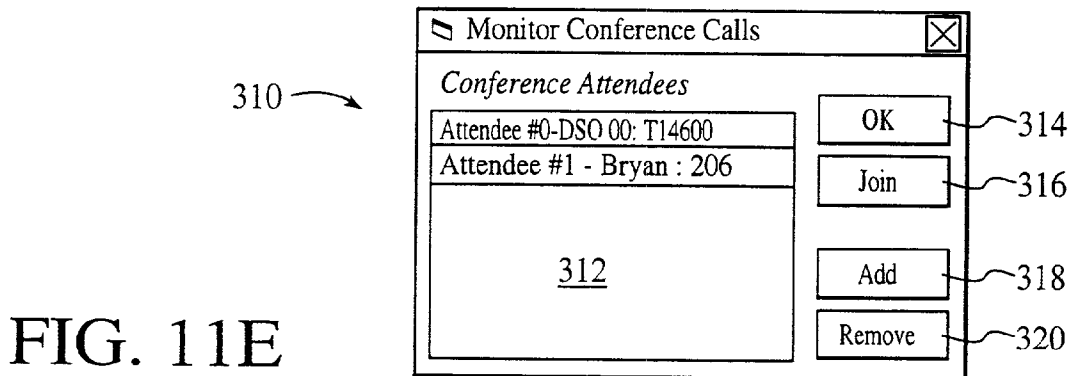 Monitor Conference Calls
310
Conference Attendees
Attendee #0-DSO 00: T14600
Attendee #1 - Bryan : 206
312
OK
314
Join
316
Add
318
Remove
320
FIG. 11E